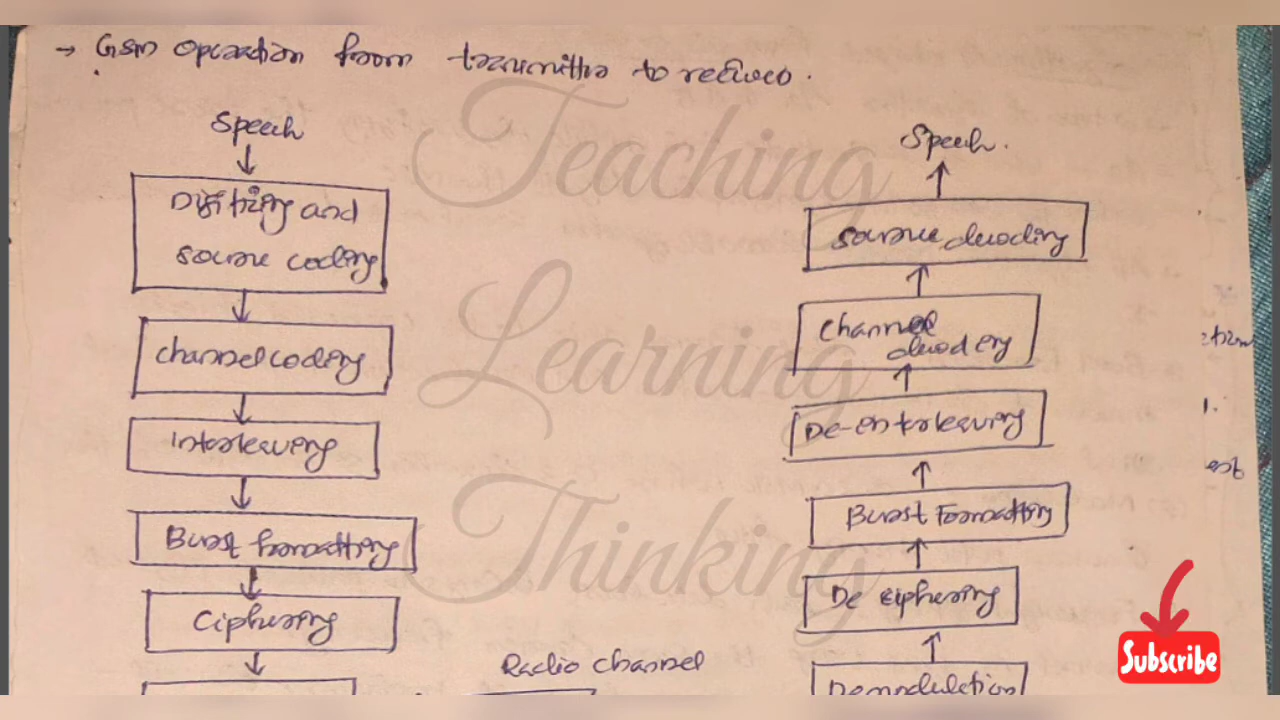 → GSM operation from transmitter to receiver.
Speech
Digitizing and
source coding
channel coding
Interleaving
Burst formatting
Ciphering
Radio channel
Speech.
Source decoding
Channel
decoding
De-interleaving
Burst Formatting
De ciphering
Demodulation
Teaching
Learning
Thinking
Subscribe